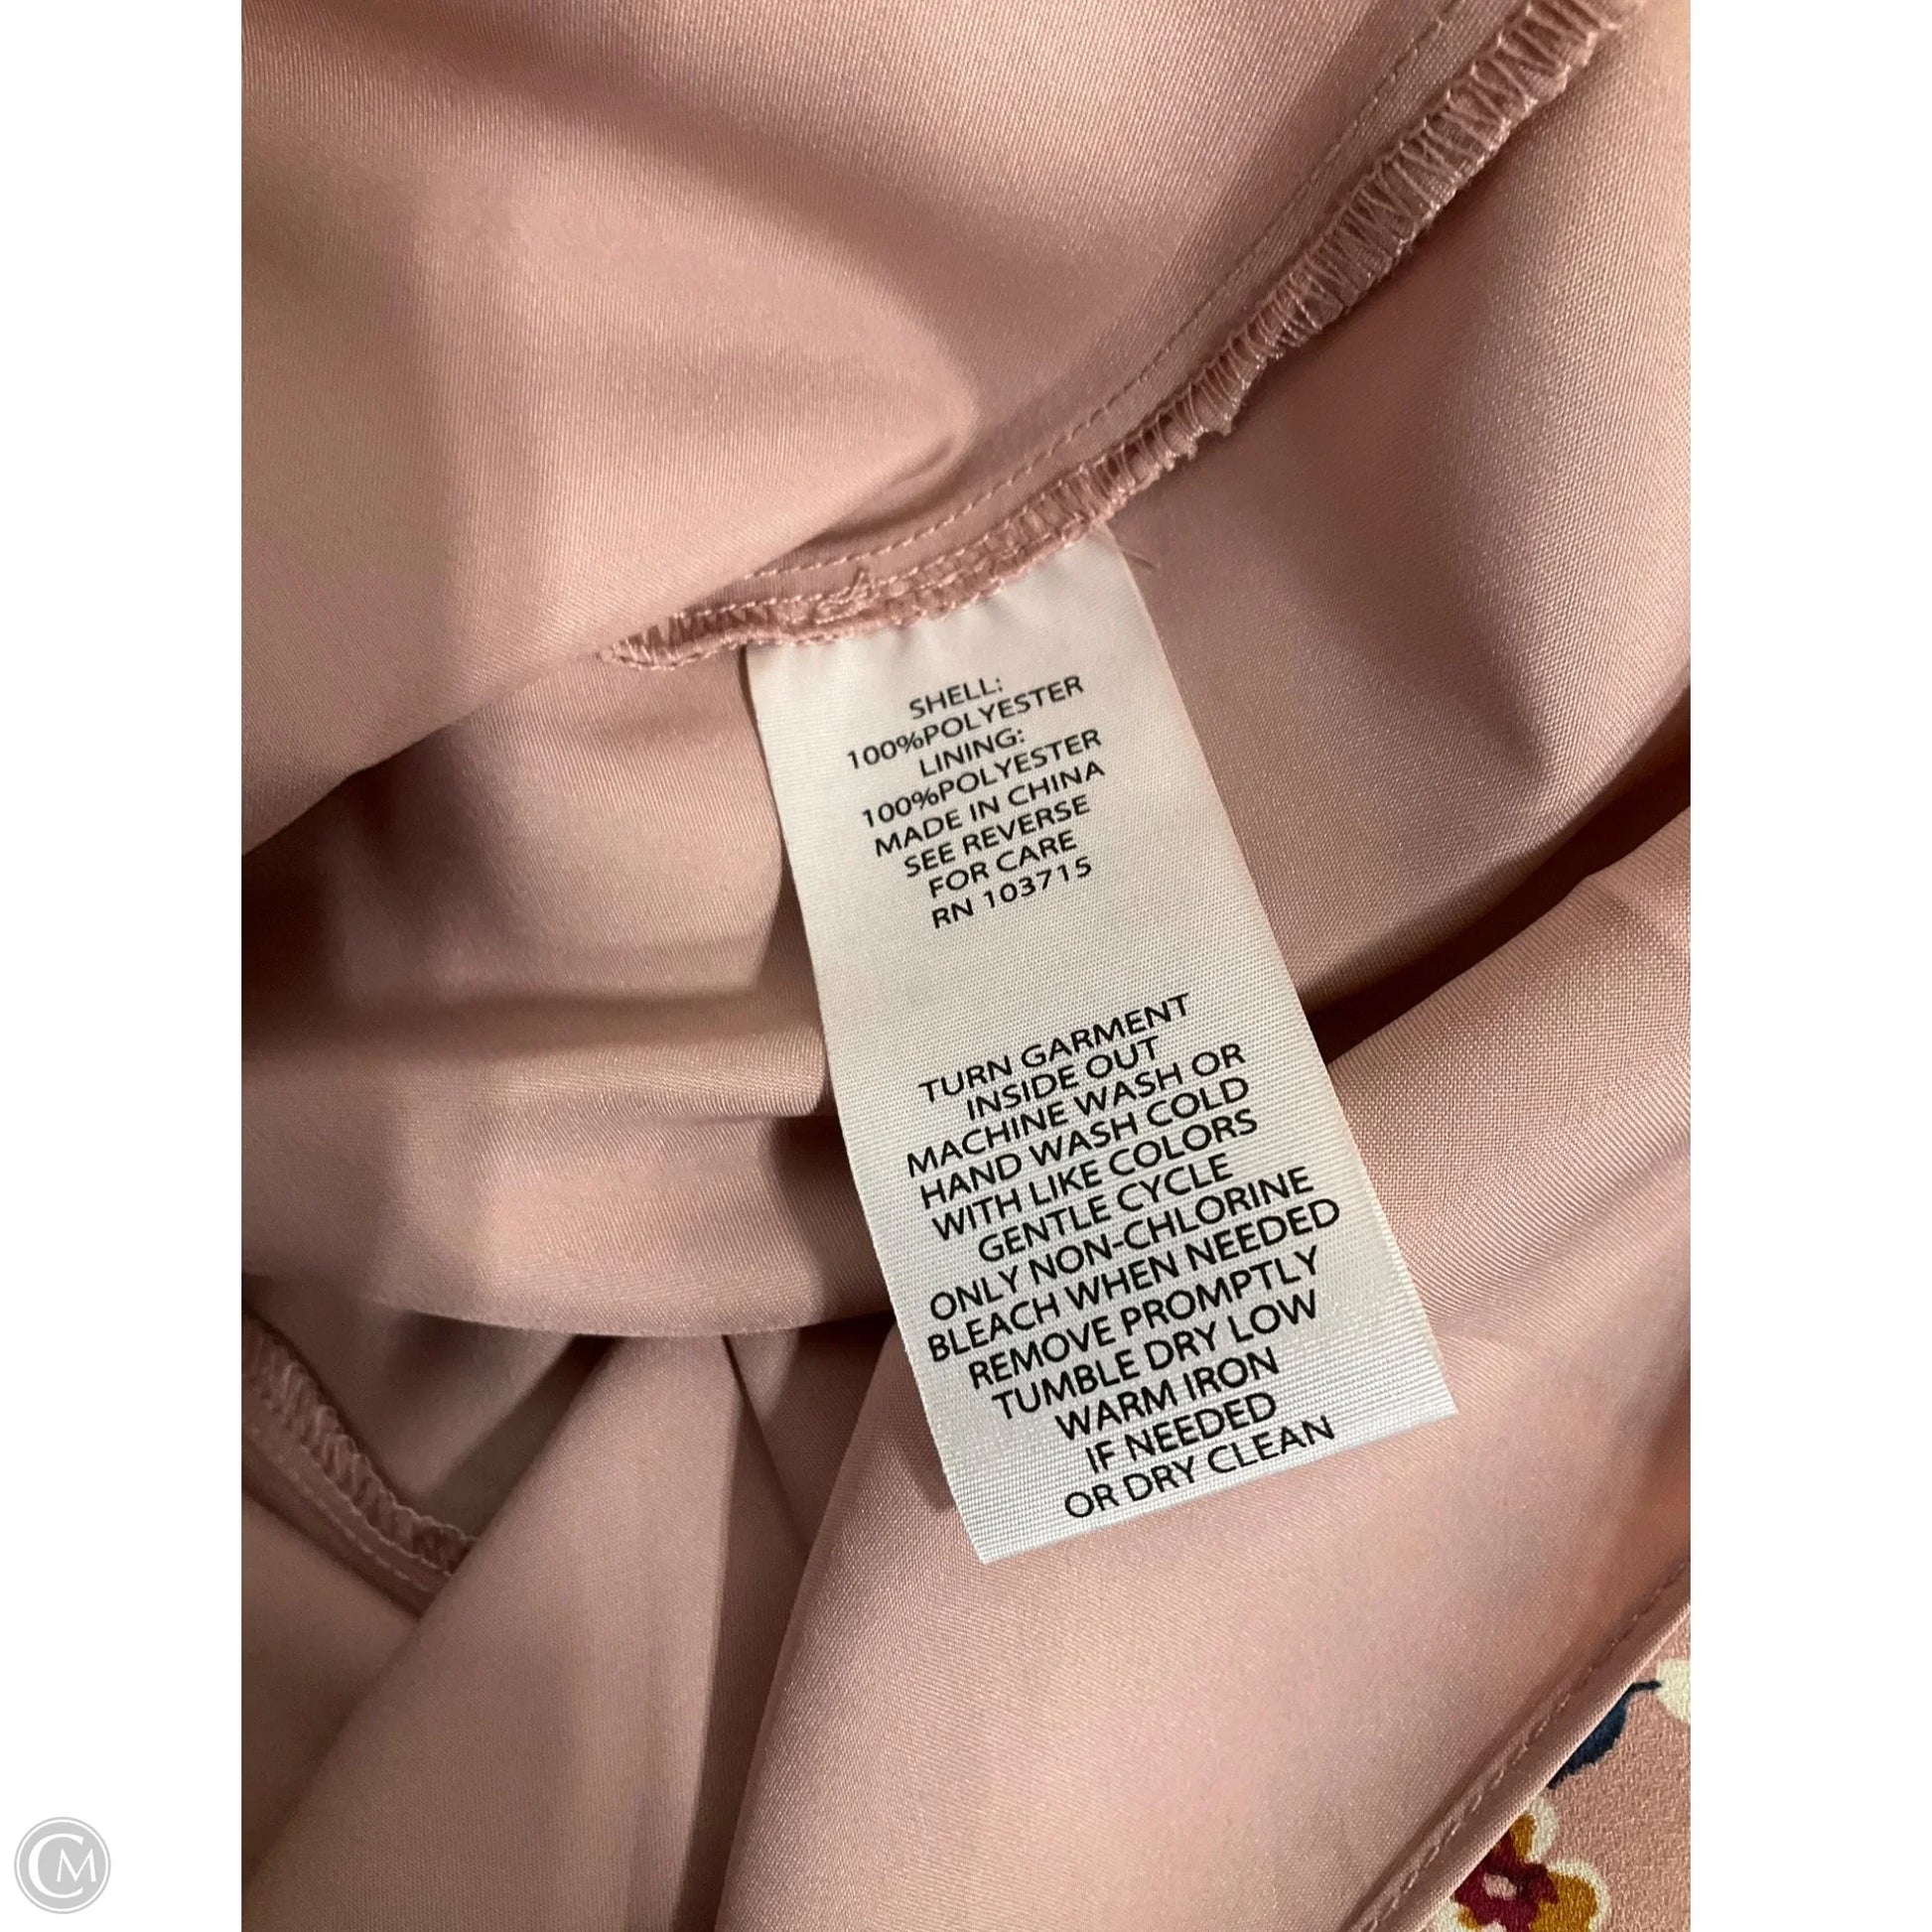 SHELL:
100%POLYESTER
LINING:
100%POLYESTER
MADE IN CHINA
SEE REVERSE
FOR CARE
RN 103715
TURN GARMENT
INSIDE OUT
MACHINE WASH OR
HAND WASH COLD
WITH LIKE COLORS
GENTLE CYCLE
ONLY NON-CHLORINE
BLEACH WHEN NEEDED
REMOVE PROMPTLY
TUMBLE DRY LOW
WARM IRON
IF NEEDED
OR DRY CLEAN
CM